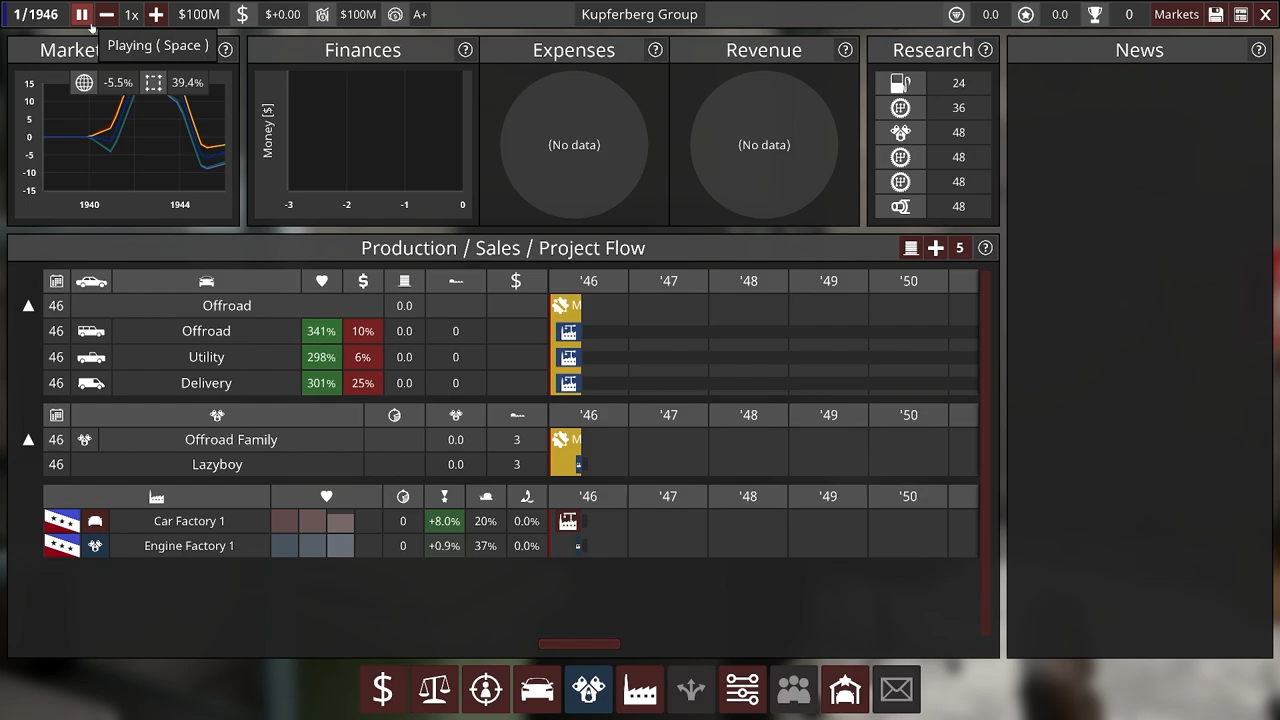 1/1946 1x $100M $+0.00 $100M A+ Kupferberg Group 0.0 0.0 0 Markets
Playing ( Space )
Market Finances Expenses Revenue Research News
-5.5% 39.4%
15
10
5
0
-5
-10
-15
1940 1944
Money [$]
-3 -2 -1 0
(No data) (No data)
24
36
48
48
48
48
Production / Sales / Project Flow 5
$ $ '46 '47 '48 '49 '50
46 Offroad 0.0 M
46 Offroad 341% 10% 0.0 0
46 Utility 298% 6% 0.0 0
46 Delivery 301% 25% 0.0 0
'46 '47 '48 '49 '50
46 Offroad Family 0.0 3 M
46 Lazyboy 0.0 3
'46 '47 '48 '49 '50
Car Factory 1 0 +8.0% 20% 0.0%
Engine Factory 1 0 +0.9% 37% 0.0%
$